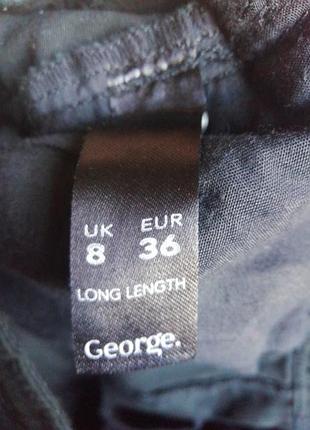 UK EUR
8 36
LONG LENGTH
George.